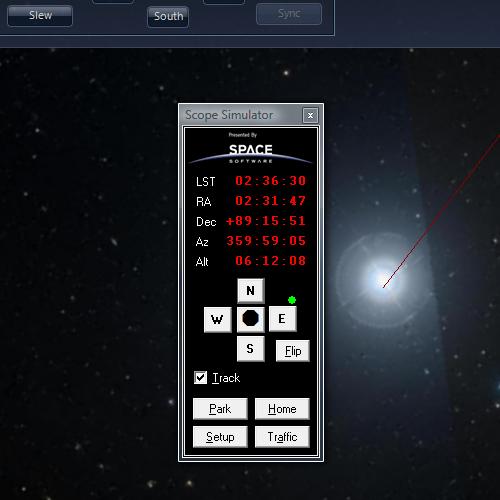 Slew
South
Sync
Scope Simulator
x
Presented By
SPACE
SOFTWARE
LST 02:36:30
RA 02:31:47
Dec +89:15:51
Az 359:59:05
Alt 06:12:08
N
W E
S Flip
Track
Park Home
Setup Traffic